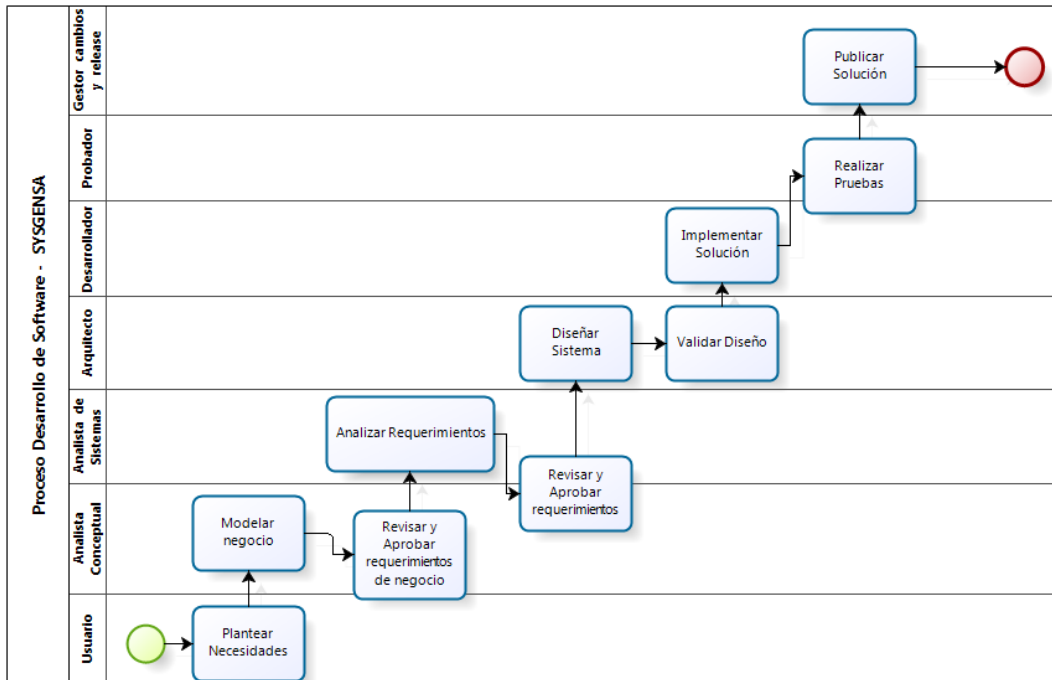 Proceso Desarrollo de Software - SYSGENSA
Gestor cambios
y release
Publicar
Solución
Probador
Realizar
Pruebas
Desarrollador
Implementar
Solución
Arquitecto
Diseñar
Sistema
Validar Diseño
Analista de
Sistemas
Analizar Requerimientos
Revisar y
Aprobar
requerimientos
Analista
Conceptual
Modelar
negocio
Revisar y
Aprobar
requerimientos
de negocio
Usuario
Plantear
Necesidades